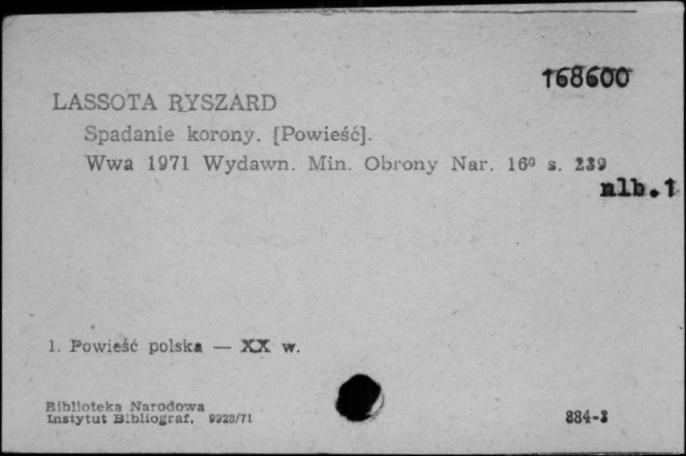 168600
LASSOTA RYSZARD
Spadanie korony. [Powieść].
Wwa 1971 Wydawn. Min. Obrony Nar. 16⁰ s. 239
nlb.1
1. Powieść polska — XX w.
Biblioteka Narodowa
Instytut Bibliograf. 9928/71
884-3